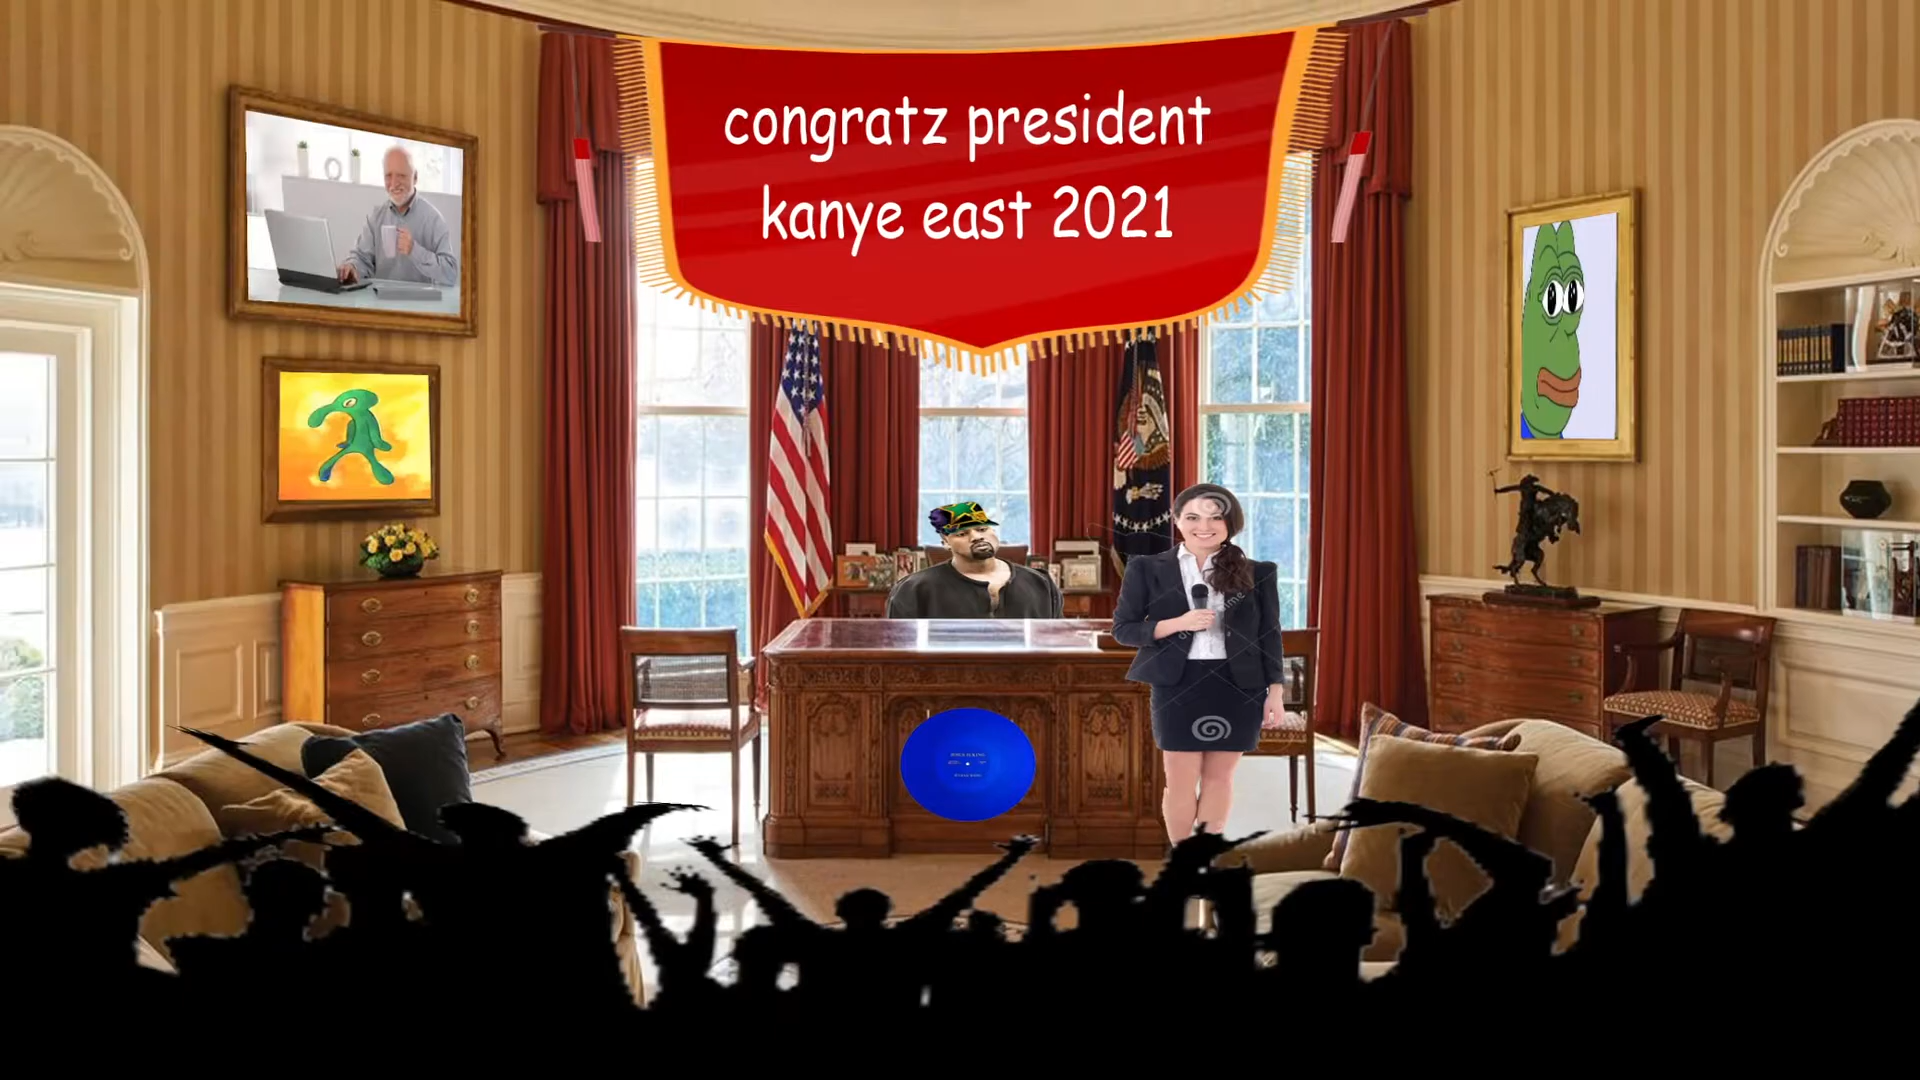 congratz president
kanye east 2021